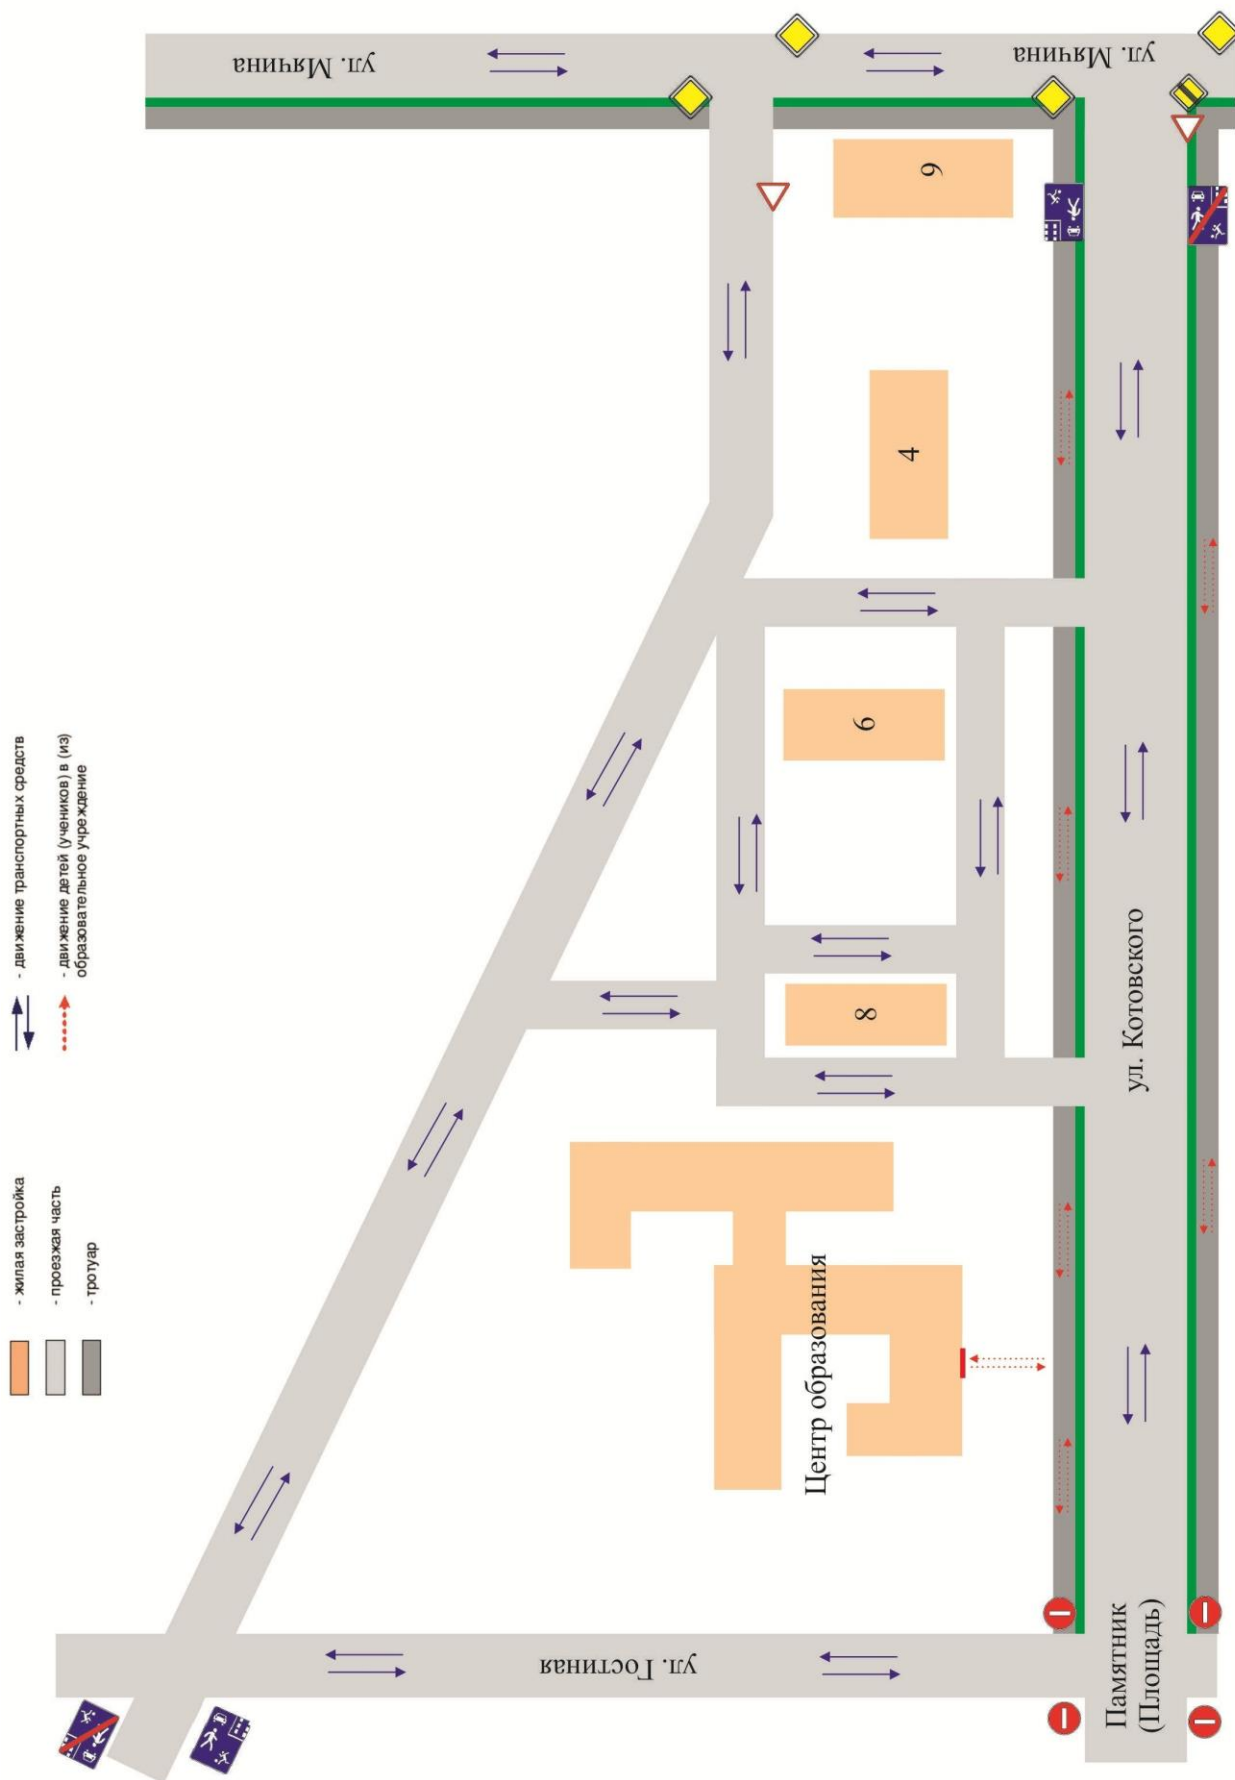 - жилая застройка
- проезжая часть
- тротуар
- движение транспортных средств
- движение детей (учеников) в (из)
образовательное учреждение
ул. Мячина
ул. Мячина
ул. Гостиная
Центр образования
8
6
4
9
ул. Котовского
Памятник
(Площадь)